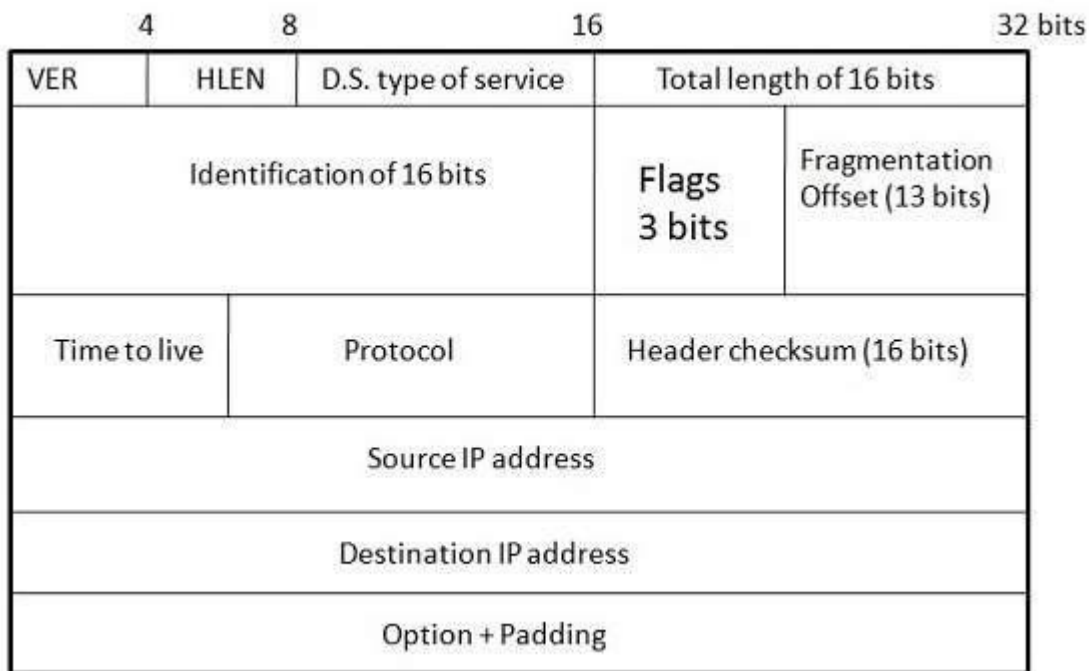 4 8 16 32 bits
VER HLEN D.S. type of service Total length of 16 bits
Identification of 16 bits
Flags
3 bits
Fragmentation
Offset (13 bits)
Time to live Protocol Header checksum (16 bits)
Source IP address
Destination IP address
Option + Padding